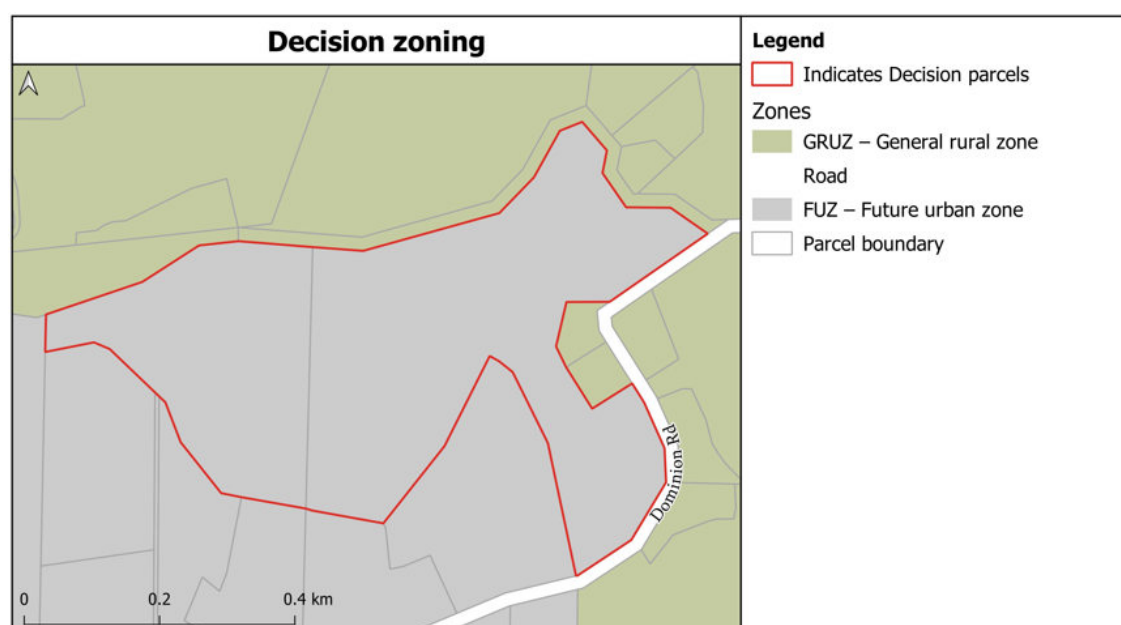 Decision zoning
Legend
Indicates Decision parcels
Zones
GRUZ – General rural zone
Road
FUZ – Future urban zone
Parcel boundary
Dominion Rd
0 0.2 0.4 km